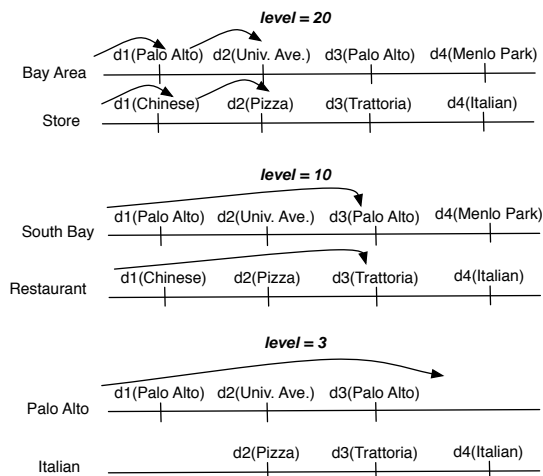 level = 20
d1(Palo Alto) d2(Univ. Ave.) d3(Palo Alto) d4(Menlo Park)
Bay Area
d1(Chinese) d2(Pizza) d3(Trattoria) d4(Italian)
Store
level = 10
d1(Palo Alto) d2(Univ. Ave.) d3(Palo Alto) d4(Menlo Park)
South Bay
d1(Chinese) d2(Pizza) d3(Trattoria) d4(Italian)
Restaurant
level = 3
d1(Palo Alto) d2(Univ. Ave.) d3(Palo Alto)
Palo Alto
d2(Pizza) d3(Trattoria) d4(Italian)
Italian